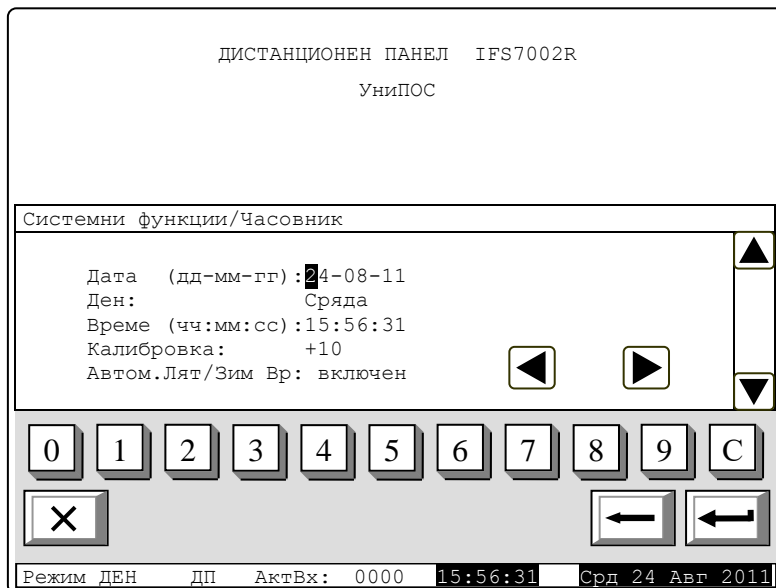 ДИСТАНЦИОНЕН ПАНЕЛ IFS7002R
УниПОС
Системни функции/Часовник
Дата (дд-мм-гг):24-08-11
Ден: Сряда
Време (чч:мм:сс):15:56:31
Калибровка: +10
Автом.Лят/Зим Вр: включен
0 1 2 3 4 5 6 7 8 9 C
Режим ДЕН ДП АктВх: 0000 15:56:31 Срд 24 Авг 2011